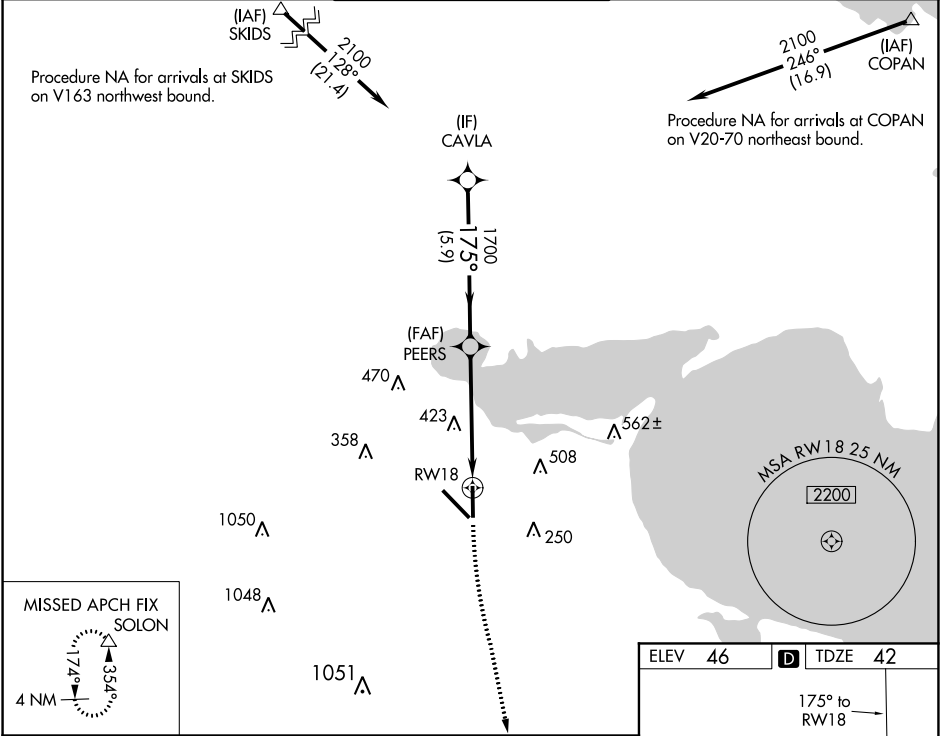 (IAF)
SKIDS
2100
128°
(21.4)
Procedure NA for arrivals at SKIDS
on V163 northwest bound.
2100
246°
(16.9)
(IAF)
COPAN
Procedure NA for arrivals at COPAN
on V20-70 northeast bound.
(IF)
CAVLA
1700
175°
(5.9)
(FAF)
PEERS
470
423
358
562±
508
RW18
250
1050
1048
1051
MSA RW18 25 NM
2200
MISSED APCH FIX
SOLON
174°
354°
4 NM
ELEV 46 D TDZE 42
175° to
RW18